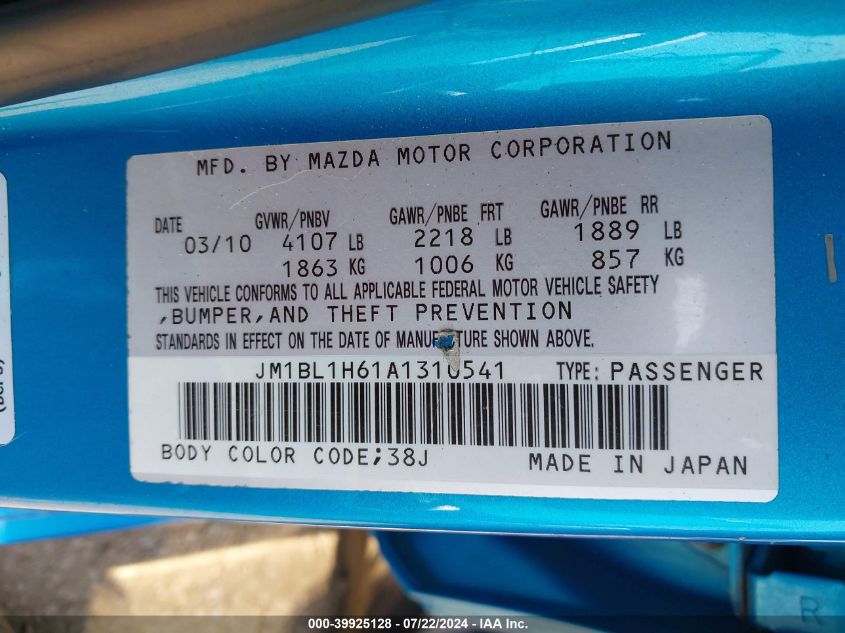 MFD. BY MAZDA MOTOR CORPORATION
DATE GVWR/PNBV GAWR/PNBE FRT GAWR/PNBE RR
03/10 4107 LB 2218 LB 1889 LB
1863 KG 1006 KG 857 KG
THIS VEHICLE CONFORMS TO ALL APPLICABLE FEDERAL MOTOR VEHICLE SAFETY
,BUMPER,AND THEFT PREVENTION
STANDARDS IN EFFECT ON THE DATE OF MANUFACTURE SHOWN ABOVE.
JM1BL1H61A1310541 TYPE: PASSENGER
BODY COLOR CODE;38J MADE IN JAPAN
R
000-39925128 - 07/22/2024 - IAA Inc.